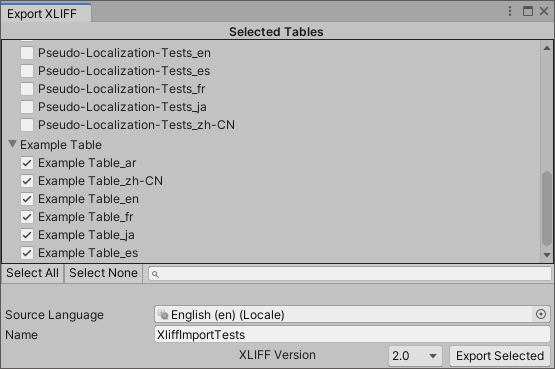 Export XLIFF
Selected Tables
Pseudo-Localization-Tests_en
Pseudo-Localization-Tests_es
Pseudo-Localization-Tests_fr
Pseudo-Localization-Tests_ja
Pseudo-Localization-Tests_zh-CN
Example Table
Example Table_ar
Example Table_zh-CN
Example Table_en
Example Table_fr
Example Table_ja
Example Table_es
Select All Select None
Source Language English (en) (Locale)
Name XliffImportTests
XLIFF Version 2.0 Export Selected